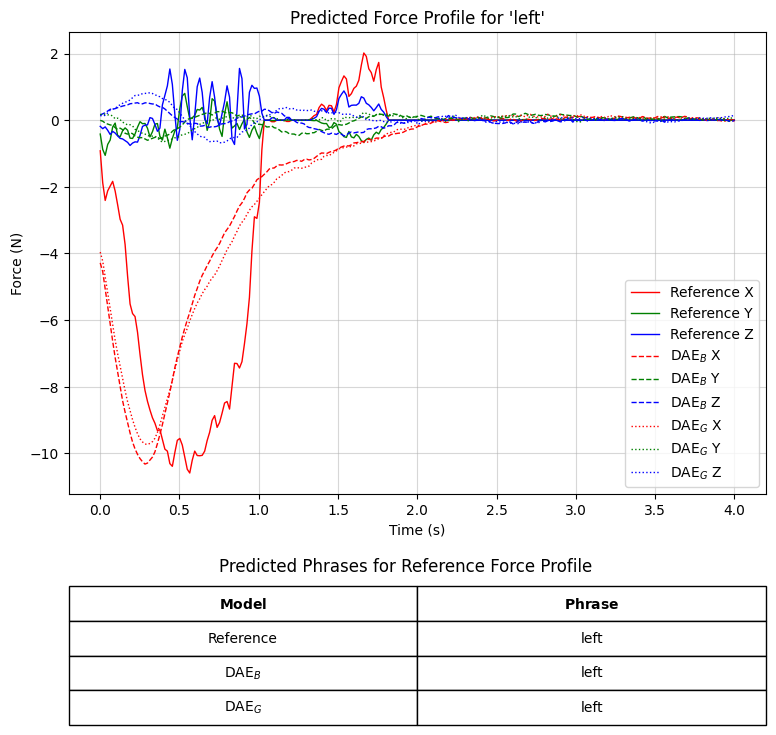 Predicted Force Profile for 'left'
2
0
−2
−4
−6
−8
−10
Force (N)
0.0 0.5 1.0 1.5 2.0 2.5 3.0 3.5 4.0
Time (s)
Reference X
Reference Y
Reference Z
DAE_B X
DAE_B Y
DAE_B Z
DAE_G X
DAE_G Y
DAE_G Z
Predicted Phrases for Reference Force Profile
Model Phrase
Reference left
DAE_B left
DAE_G left